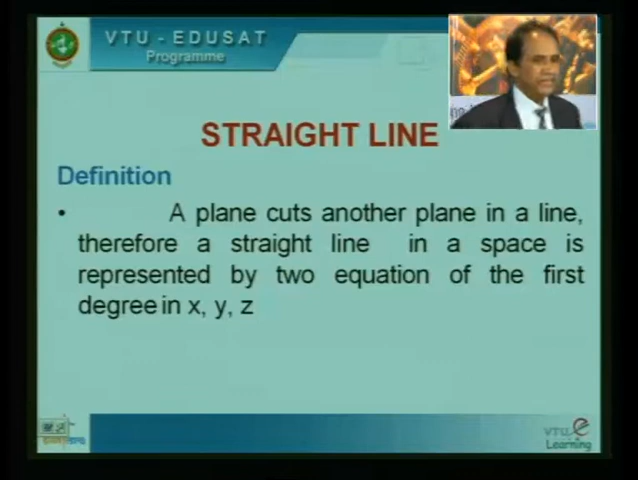 VTU - EDUSAT
Programme
STRAIGHT LINE
Definition
• A plane cuts another plane in a line,
therefore a straight line in a space is
represented by two equation of the first
degree in x, y, z
VTU e
Learning